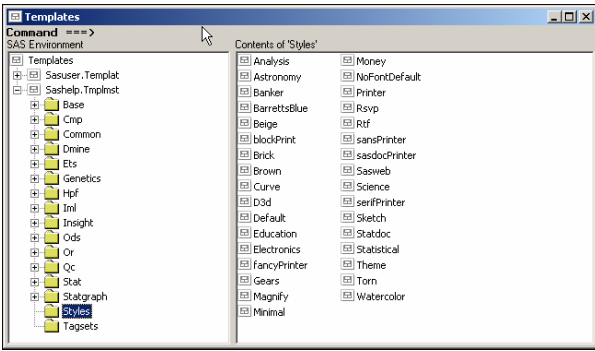 Templates
Command ===>
SAS Environment
Templates
Sasuser.Templat
Sashelp.Tmplmst
Base
Cmp
Common
Dmine
Ets
Genetics
Hpf
Iml
Insight
Ods
Or
Qc
Stat
Statgraph
Styles
Tagsets
Contents of 'Styles'
Analysis
Astronomy
Banker
BarrettsBlue
Beige
blockPrint
Brick
Brown
Curve
D3d
Default
Education
Electronics
fancyPrinter
Gears
Magnify
Minimal
Money
NoFontDefault
Printer
Rsvp
Rtf
sansPrinter
sasdocPrinter
Sasweb
Science
serifPrinter
Sketch
Statdoc
Statistical
Theme
Torn
Watercolor